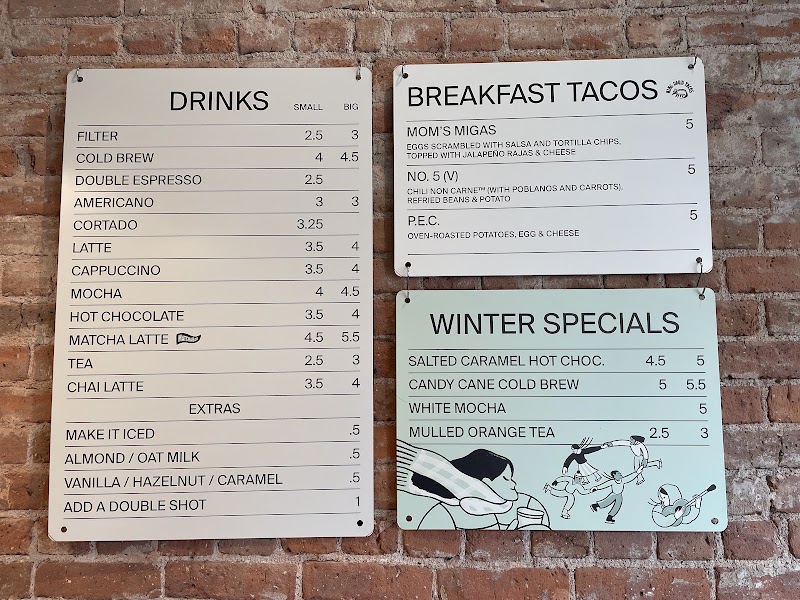 DRINKS SMALL BIG
FILTER 2.5 3
COLD BREW 4 4.5
DOUBLE ESPRESSO 2.5
AMERICANO 3 3
CORTADO 3.25
LATTE 3.5 4
CAPPUCCINO 3.5 4
MOCHA 4 4.5
HOT CHOCOLATE 3.5 4
MATCHA LATTE 4.5 5.5
TEA 2.5 3
CHAI LATTE 3.5 4
EXTRAS
MAKE IT ICED .5
ALMOND / OAT MILK .5
VANILLA / HAZELNUT / CARAMEL .5
ADD A DOUBLE SHOT 1
BREAKFAST TACOS
MOM'S MIGAS 5
EGGS SCRAMBLED WITH SALSA AND TORTILLA CHIPS,
TOPPED WITH JALAPEÑO RAJAS & CHEESE
NO. 5 (V) 5
CHILI NON CARNE™ (WITH POBLANOS AND CARROTS),
REFRIED BEANS & POTATO
P.E.C. 5
OVEN-ROASTED POTATOES, EGG & CHEESE
WINTER SPECIALS
SALTED CARAMEL HOT CHOC. 4.5 5
CANDY CANE COLD BREW 5 5.5
WHITE MOCHA 5
MULLED ORANGE TEA 2.5 3